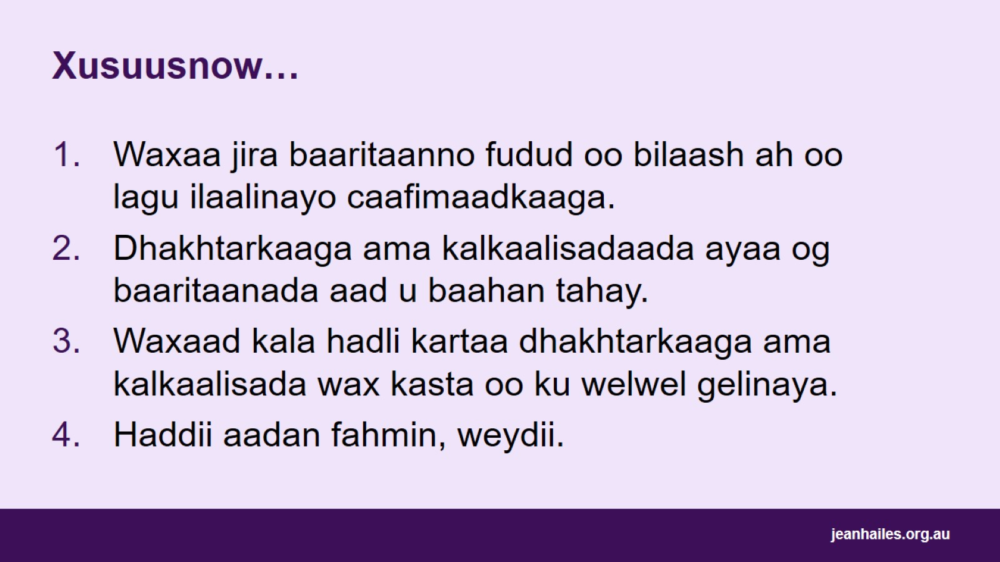 Xusuusnow...
1. Waxaa jira baaritaanno fudud oo bilaash ah oo
lagu ilaalinayo caafimaadkaaga.
2. Dhakhtarkaaga ama kalkaalisadaada ayaa og
baaritaanada aad u baahan tahay.
3. Waxaad kala hadli kartaa dhakhtarkaaga ama
kalkaalisada wax kasta oo ku welwel gelinaya.
4. Haddii aadan fahmin, weydii.
jeanhailes.org.au